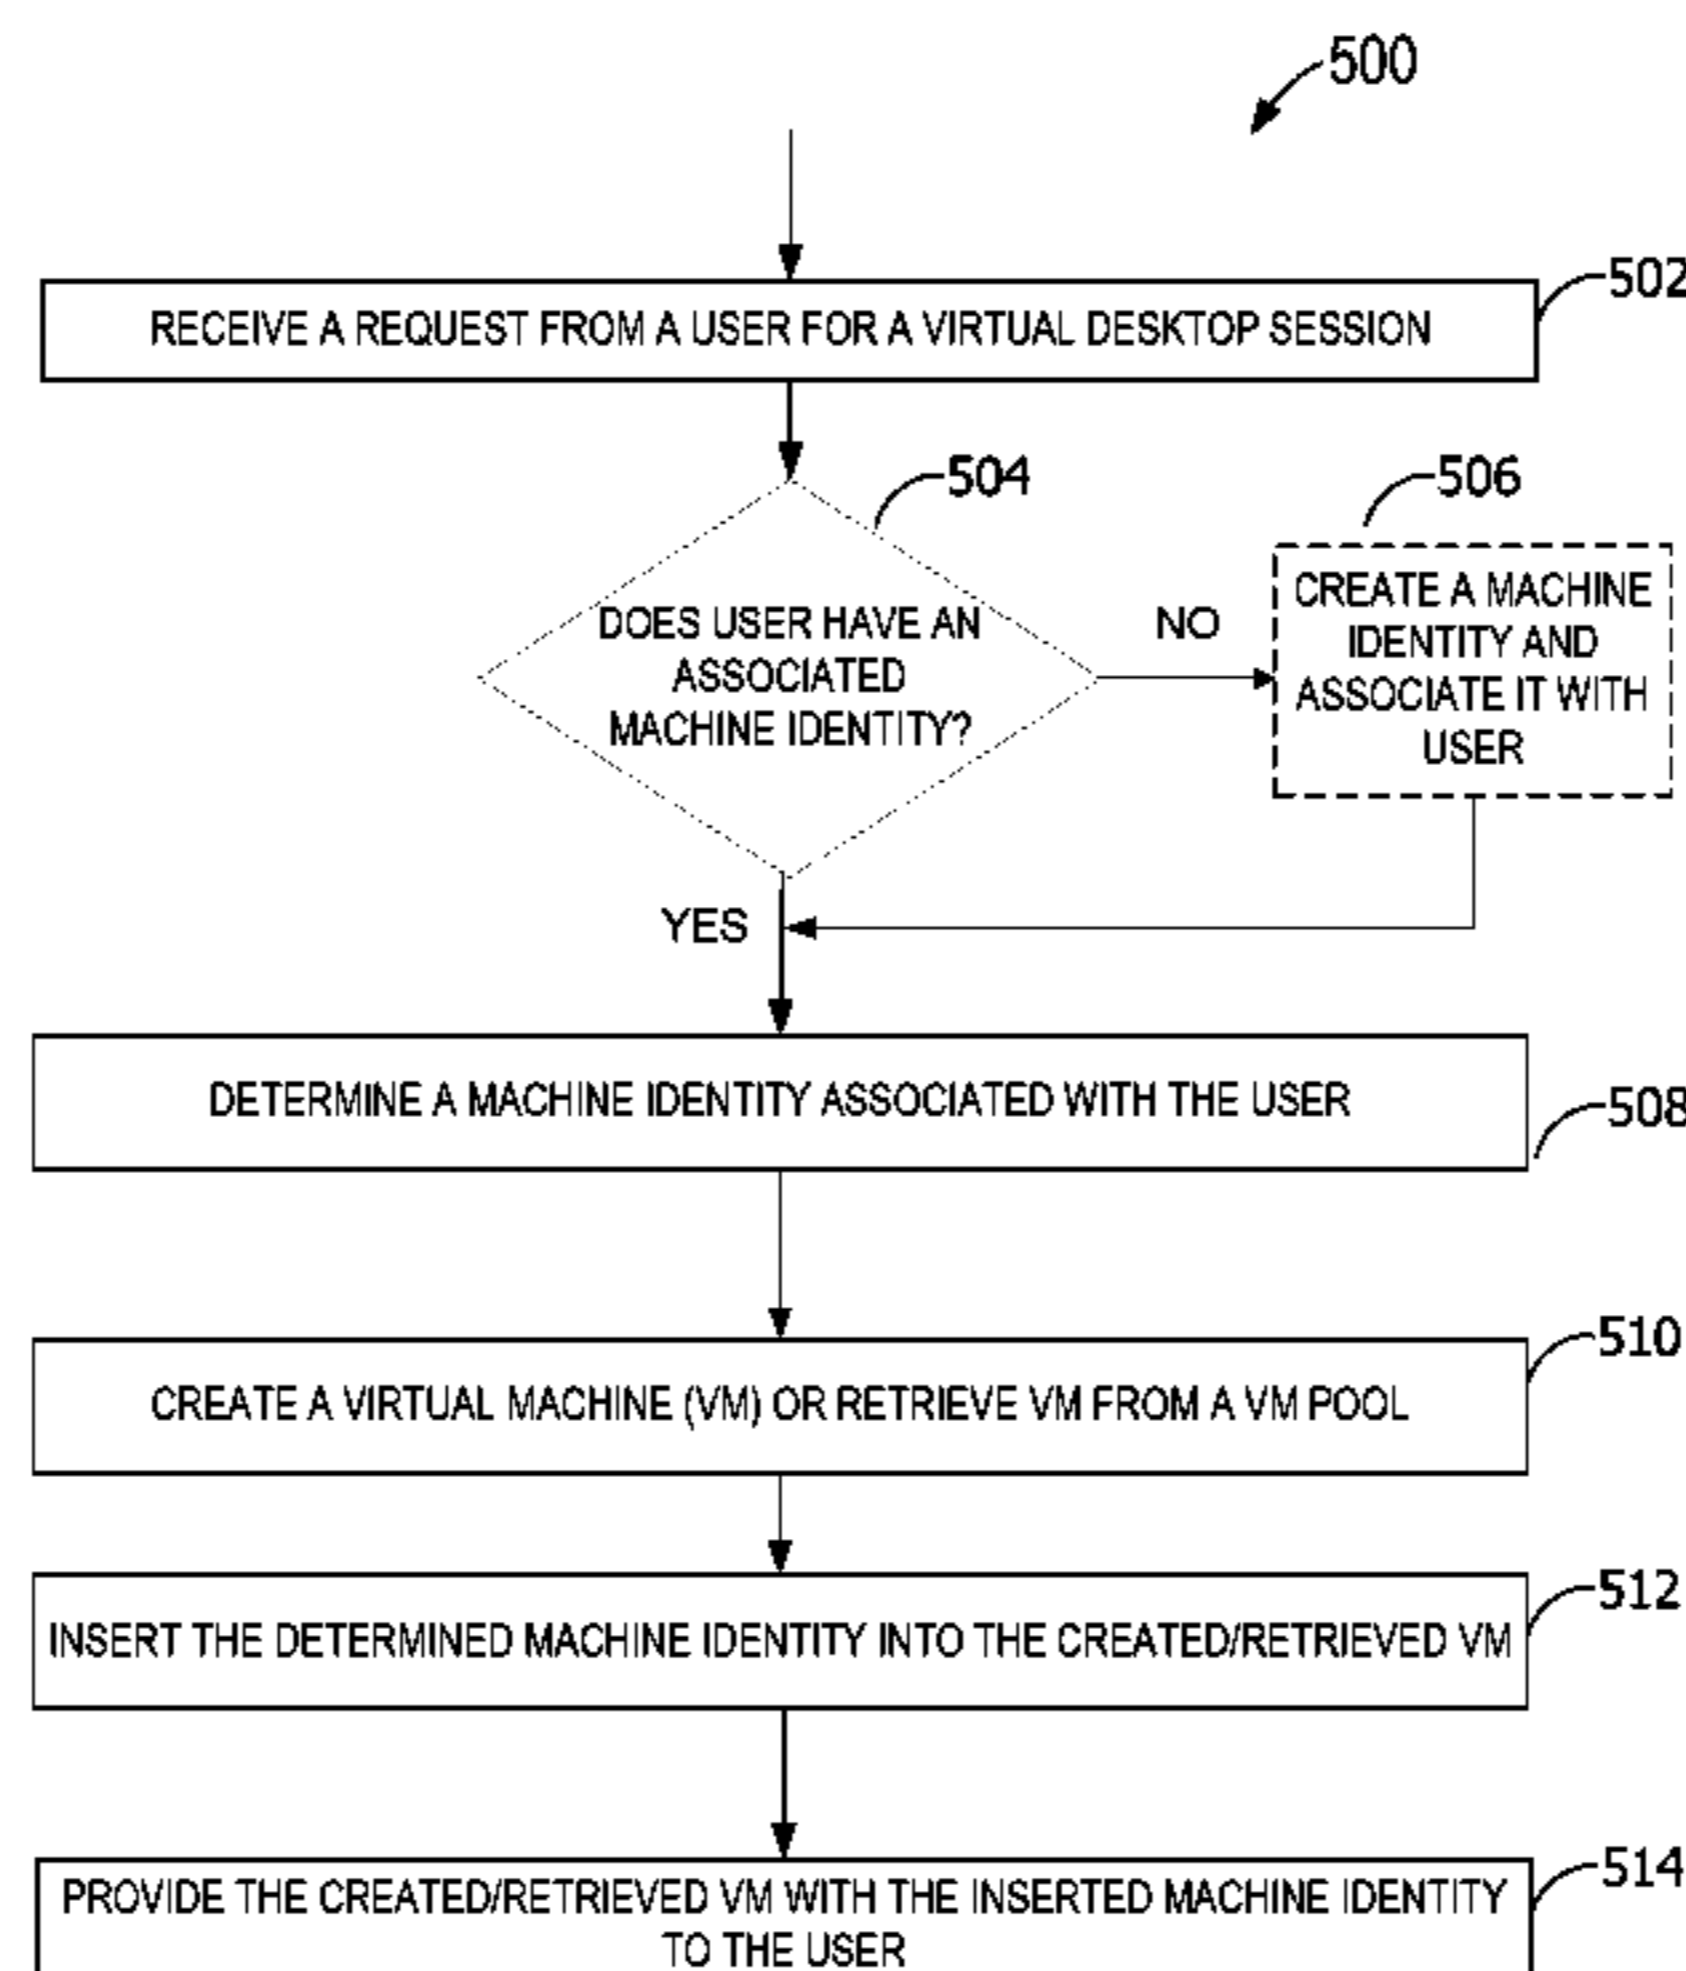 500
RECEIVE A REQUEST FROM A USER FOR A VIRTUAL DESKTOP SESSION
502
504
506
DOES USER HAVE AN
ASSOCIATED
MACHINE IDENTITY?
NO
CREATE A MACHINE
IDENTITY AND
ASSOCIATE IT WITH
USER
YES
DETERMINE A MACHINE IDENTITY ASSOCIATED WITH THE USER
508
CREATE A VIRTUAL MACHINE (VM) OR RETRIEVE VM FROM A VM POOL
510
INSERT THE DETERMINED MACHINE IDENTITY INTO THE CREATED/RETRIEVED VM
512
PROVIDE THE CREATED/RETRIEVED VM WITH THE INSERTED MACHINE IDENTITY
TO THE USER
514